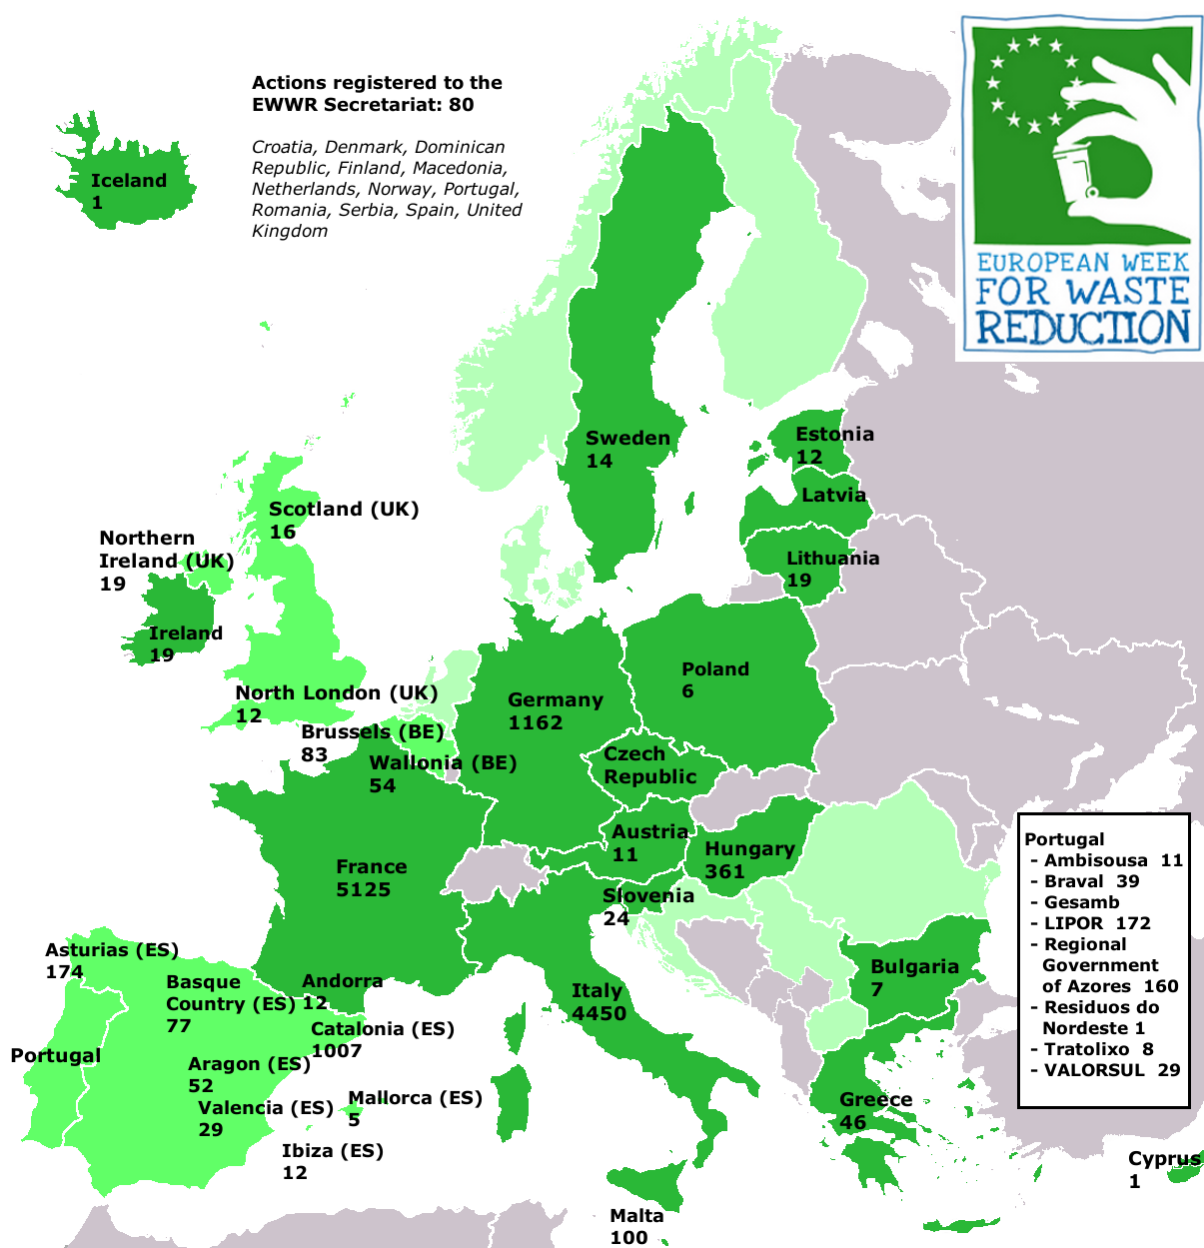 Actions registered to the
EWWR Secretariat: 80
Croatia, Denmark, Dominican
Republic, Finland, Macedonia,
Netherlands, Norway, Portugal,
Romania, Serbia, Spain, United
Kingdom
EUROPEAN WEEK
FOR WASTE
REDUCTION
Iceland
1
Sweden
14
Estonia
12
Latvia
Lithuania
19
Scotland (UK)
16
Northern
Ireland (UK)
19
Ireland
19
North London (UK)
12
Brussels (BE)
83
Wallonia (BE)
54
Germany
1162
Poland
6
Czech
Republic
Austria
11
Hungary
361
Slovenia
24
France
5125
Andorra
12
Italy
4450
Bulgaria
7
Greece
46
Cyprus
1
Malta
100
Asturias (ES)
174
Basque
Country (ES)
77
Catalonia (ES)
1007
Aragon (ES)
52
Valencia (ES)
29
Mallorca (ES)
5
Ibiza (ES)
12
Portugal
Portugal
- Ambisousa 11
- Braval 39
- Gesamb
- LIPOR 172
- Regional
Government
of Azores 160
- Residuos do
Nordeste 1
- Tratolixo 8
- VALORSUL 29